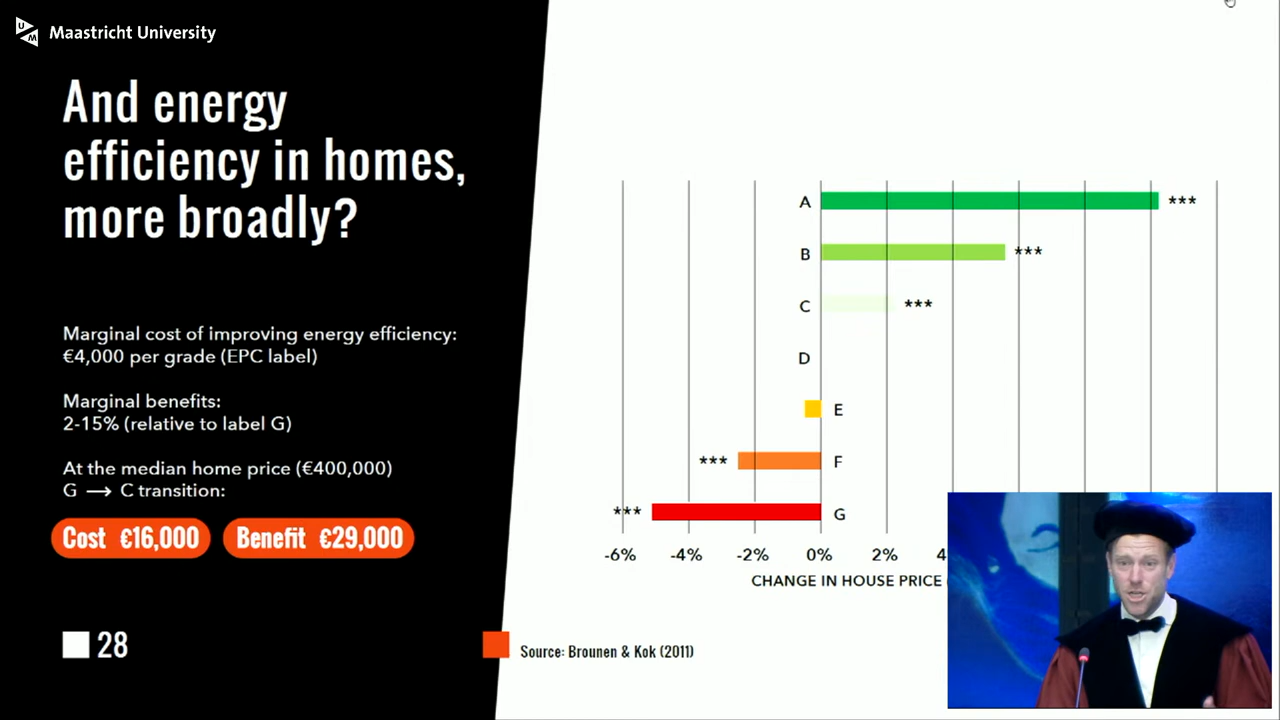 UM Maastricht University
And energy
efficiency in homes,
more broadly?
Marginal cost of improving energy efficiency:
€4,000 per grade (EPC label)
Marginal benefits:
2-15% (relative to label G)
At the median home price (€400,000)
G → C transition:
Cost €16,000 Benefit €29,000
28
A ***
B ***
C ***
D
E
*** F
*** G
-6% -4% -2% 0% 2% 4
CHANGE IN HOUSE PRICE
Source: Brounen & Kok (2011)